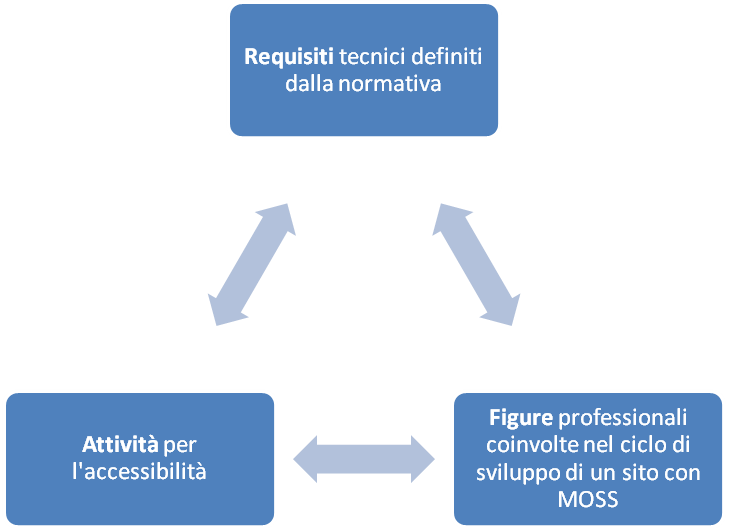 Requisiti tecnici definiti
dalla normativa
Attività per
l'accessibilità
Figure professionali
coinvolte nel ciclo di
sviluppo di un sito con
MOSS